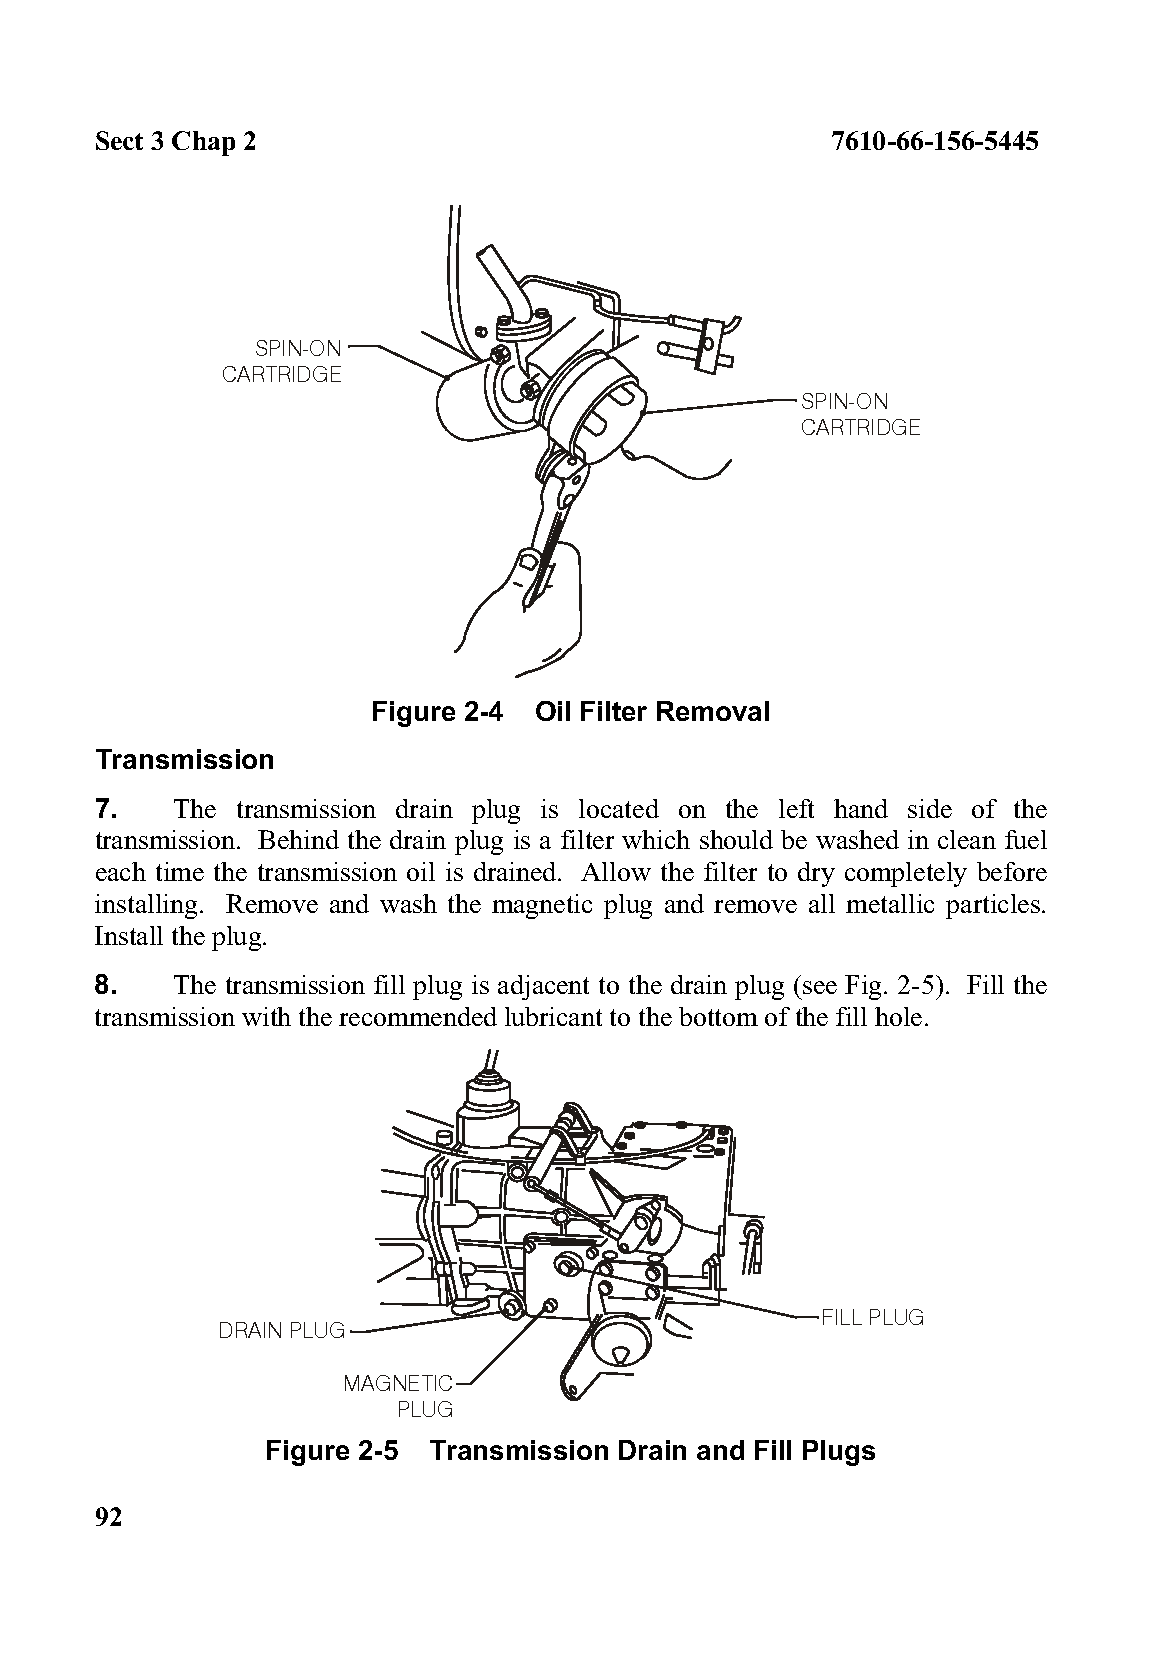 Sect 3 Chap 2 7610-66-156-5445
SPIN-ON
CARTRIDGE
SPIN-ON
CARTRIDGE
Figure 2-4 Oil Filter Removal
Transmission
7. The transmission drain plug is located on the left hand side of the
transmission. Behind the drain plug is a filter which should be washed in clean fuel
each time the transmission oil is drained. Allow the filter to dry completely before
installing. Remove and wash the magnetic plug and remove all metallic particles.
Install the plug.
8. The transmission fill plug is adjacent to the drain plug (see Fig. 2-5). Fill the
transmission with the recommended lubricant to the bottom of the fill hole.
FILL PLUG
DRAIN PLUG
MAGNETIC
PLUG
Figure 2-5 Transmission Drain and Fill Plugs
92